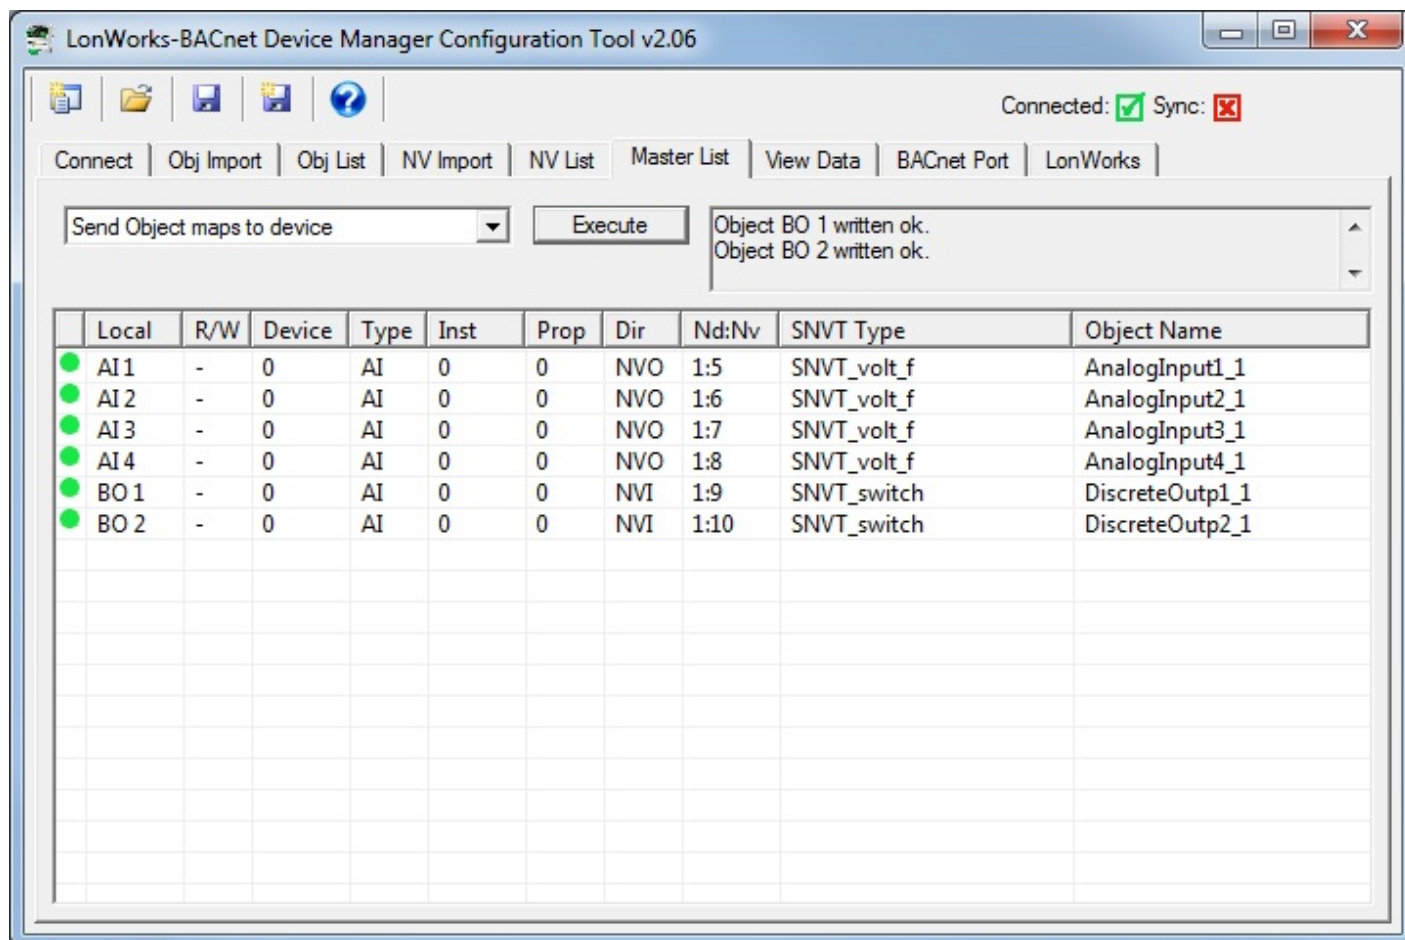 LonWorks-BACnet Device Manager Configuration Tool v2.06
Connected: Sync:
Connect Obj Import Obj List NV Import NV List Master List View Data BACnet Port LonWorks
Send Object maps to device Execute
Object BO 1 written ok.
Object BO 2 written ok.
Local R/W Device Type Inst Prop Dir Nd:Nv SNVT Type Object Name
AI 1 - 0 AI 0 0 NVO 1:5 SNVT_volt_f AnalogInput1_1
AI 2 - 0 AI 0 0 NVO 1:6 SNVT_volt_f AnalogInput2_1
AI 3 - 0 AI 0 0 NVO 1:7 SNVT_volt_f AnalogInput3_1
AI 4 - 0 AI 0 0 NVO 1:8 SNVT_volt_f AnalogInput4_1
BO 1 - 0 AI 0 0 NVI 1:9 SNVT_switch DiscreteOutp1_1
BO 2 - 0 AI 0 0 NVI 1:10 SNVT_switch DiscreteOutp2_1